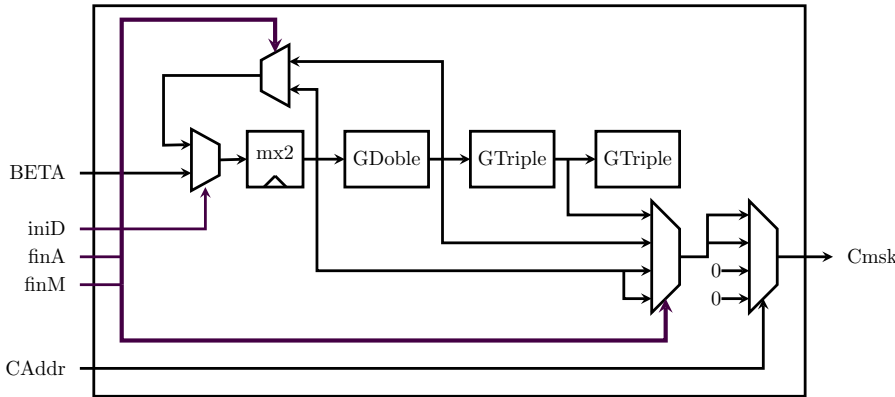 mx2
GDoble
GTriple
GTriple
BETA
iniD
finA
finM
0
0
Cmsk
CAddr